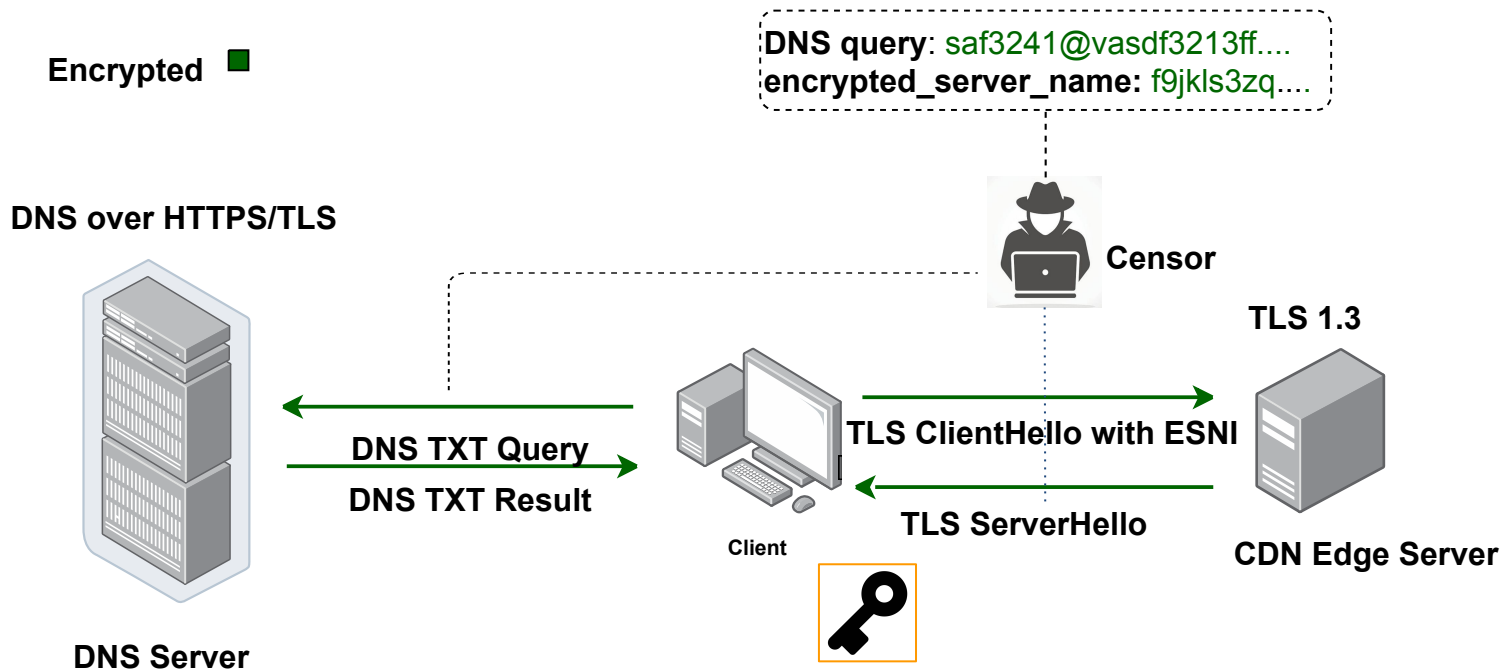 DNS query: saf3241@vasdf3213ff....
encrypted_server_name: f9jkls3zq....
Encrypted
DNS over HTTPS/TLS
Censor
TLS 1.3
DNS TXT Query
DNS TXT Result
TLS ClientHello with ESNI
TLS ServerHello
Client
CDN Edge Server
DNS Server